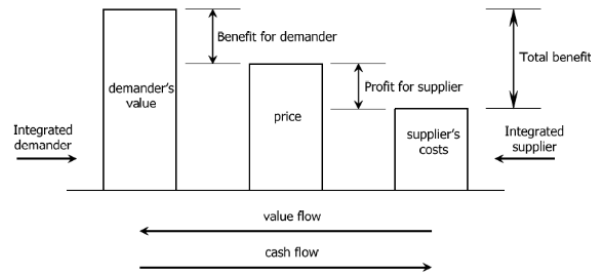 Benefit for demander
Total benefit
demander's
value
Profit for supplier
price
supplier's
costs
Integrated
demander
Integrated
supplier
value flow
cash flow